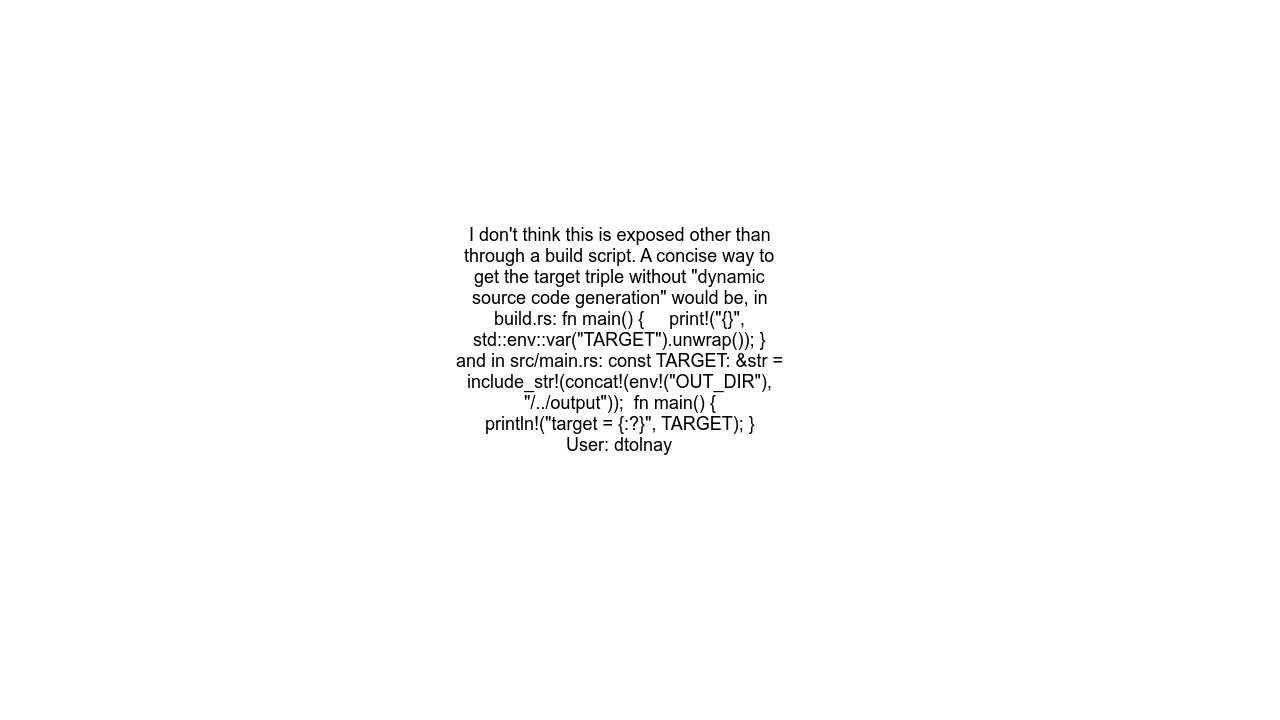 I don't think this is exposed other than
through a build script. A concise way to
get the target triple without "dynamic
source code generation" would be, in
build.rs: fn main() {     print!("{}",
std::env::var("TARGET").unwrap()); }
and in src/main.rs: const TARGET: &str =
include_str!(concat!(env!("OUT_DIR"),
"/../output"));  fn main() {
println!("target = {:?}", TARGET); }
User: dtolnay